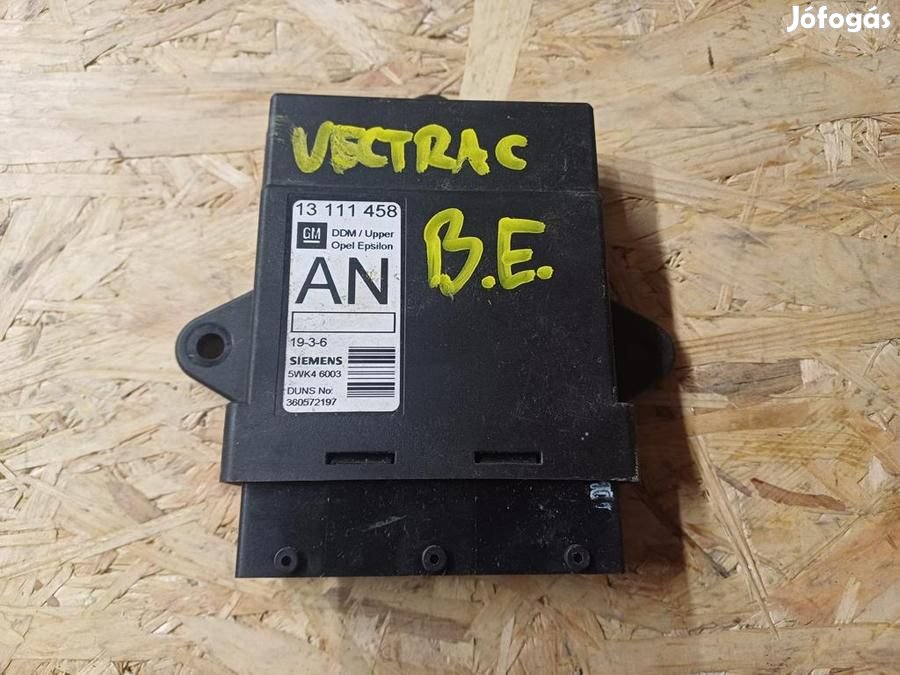 Jófogás
VECTRA C
13 111 458
GM
DDM / Upper
Opel Epsilon
AN
B.E.
19-3-6
SIEMENS
5WK4 6003
DUNS No:
360572197